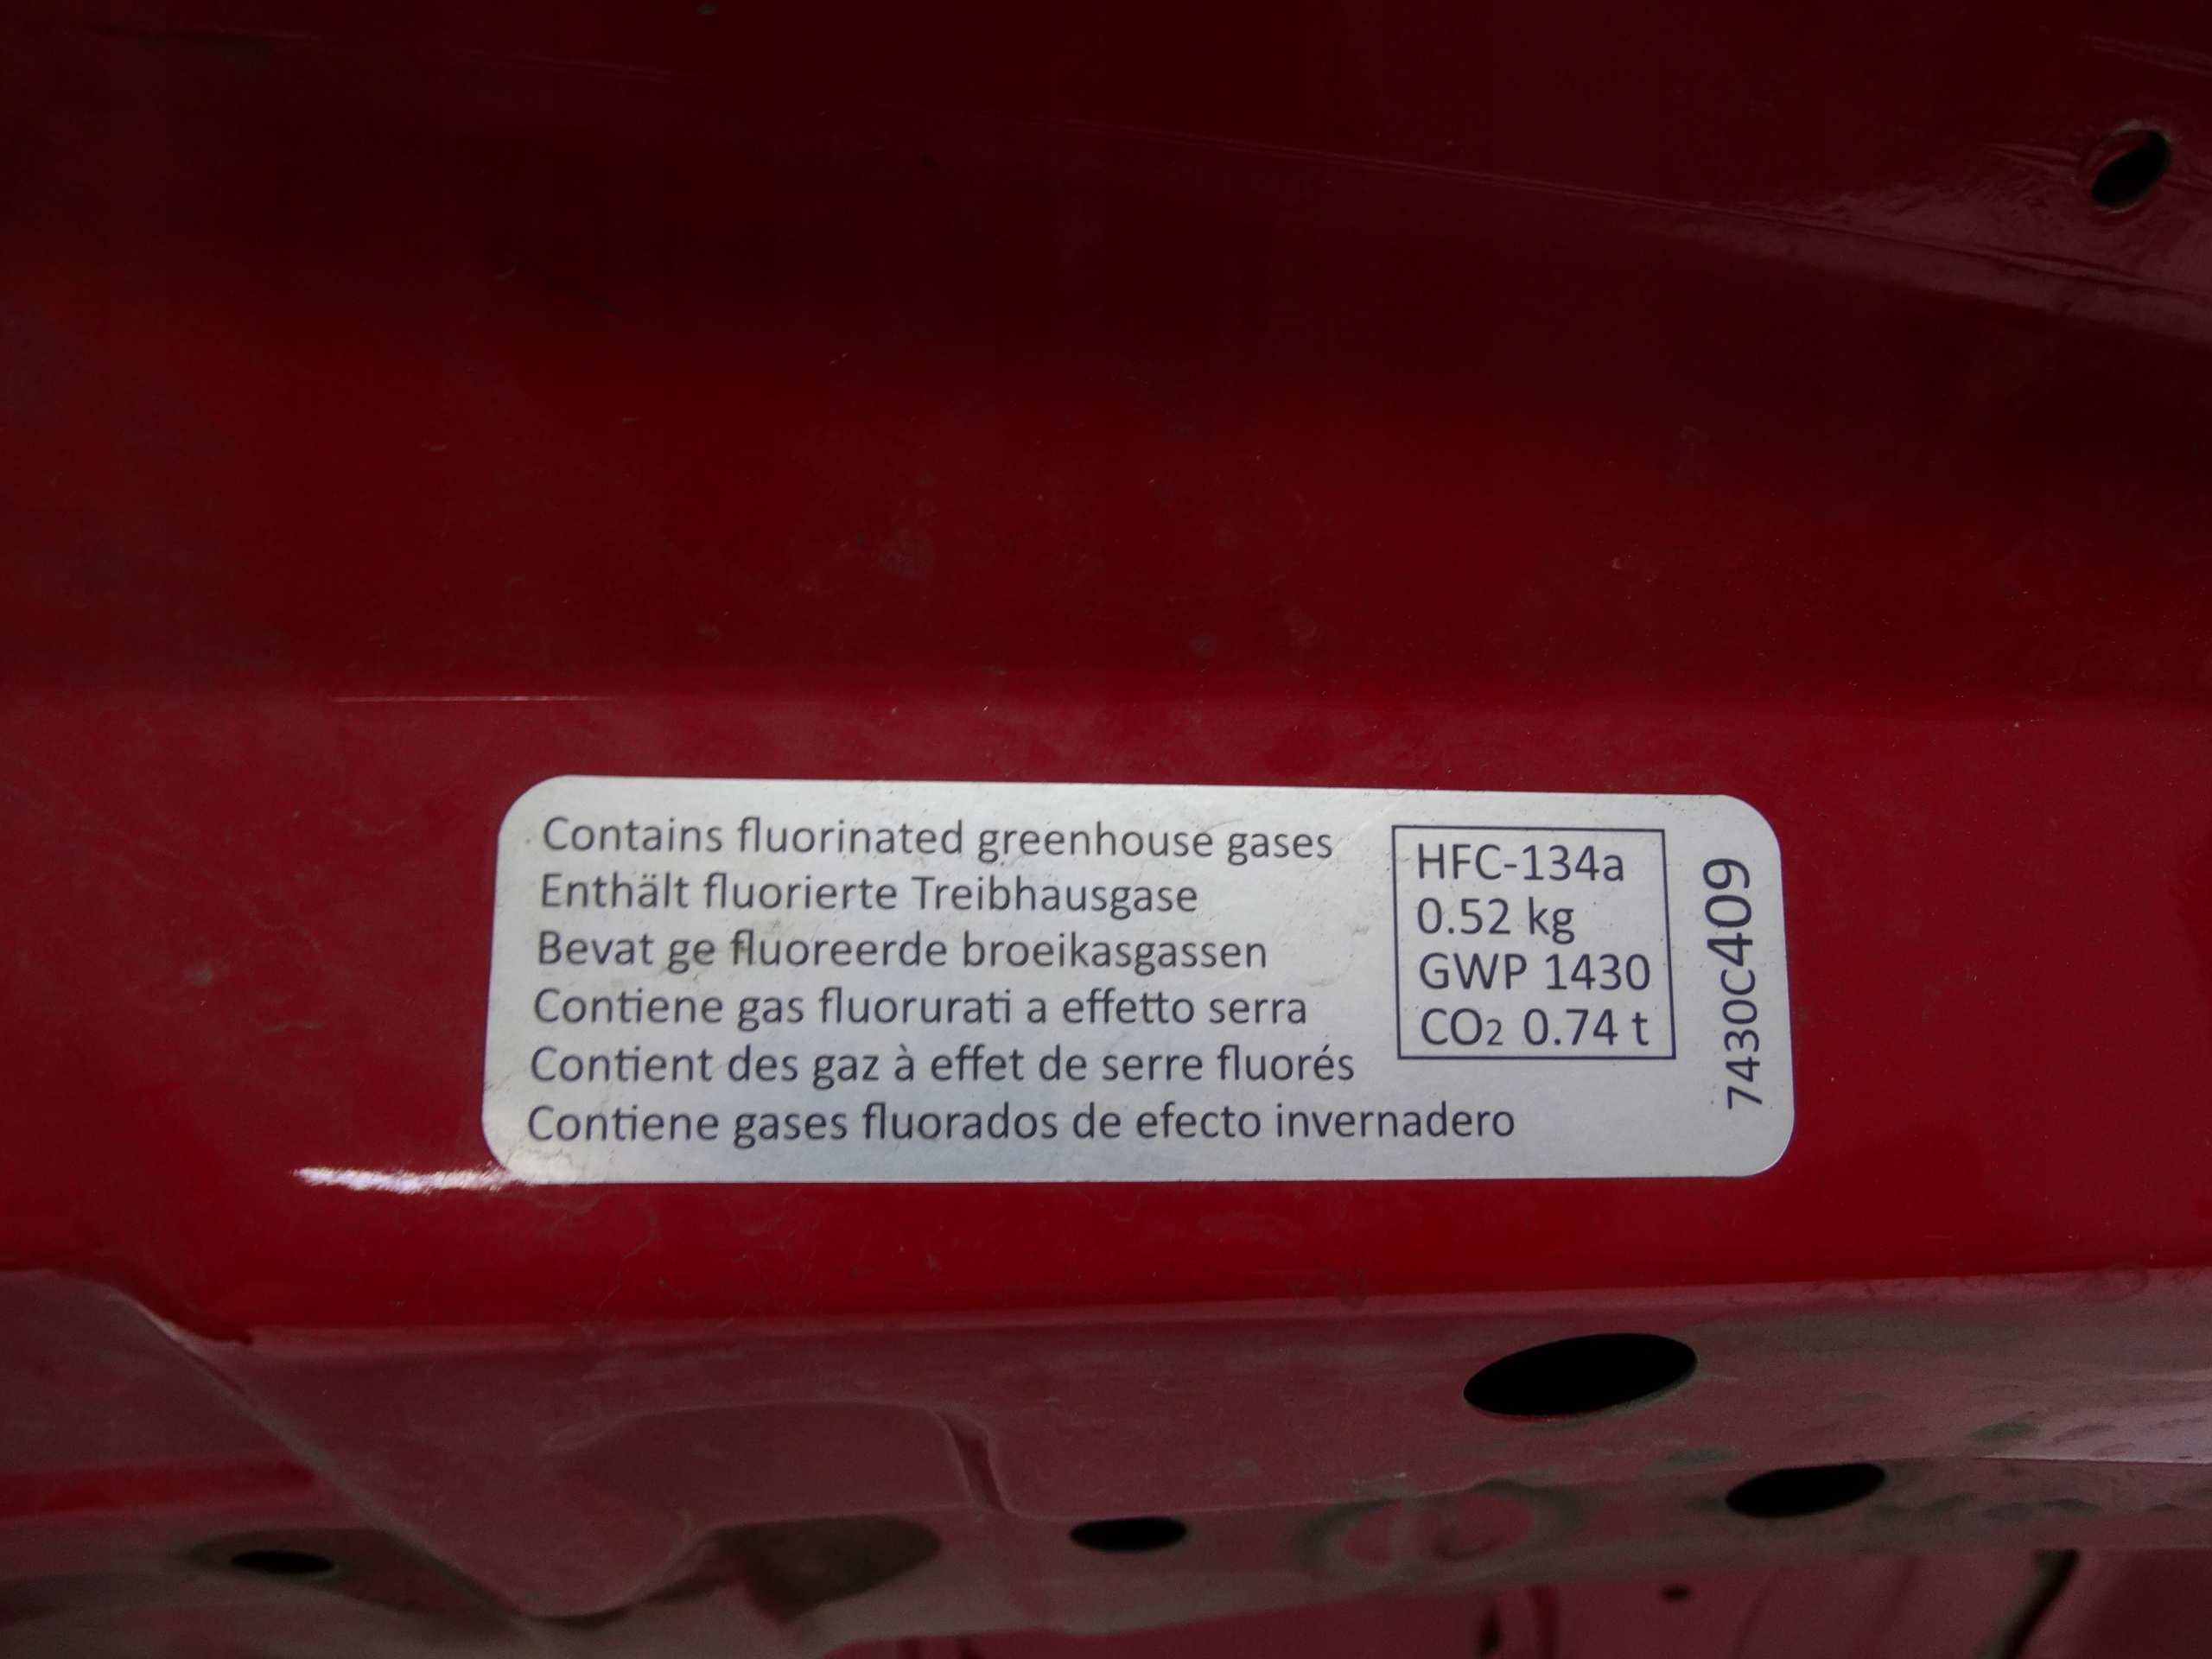 Contains fluorinated greenhouse gases
Enthält fluorierte Treibhausgase
Bevat ge fluoreerde broeikasgassen
Contiene gas fluorurati a effetto serra
Contient des gaz à effet de serre fluorés
Contiene gases fluorados de efecto invernadero
HFC-134a
0.52 kg
GWP 1430
CO2 0.74 t
7430C409